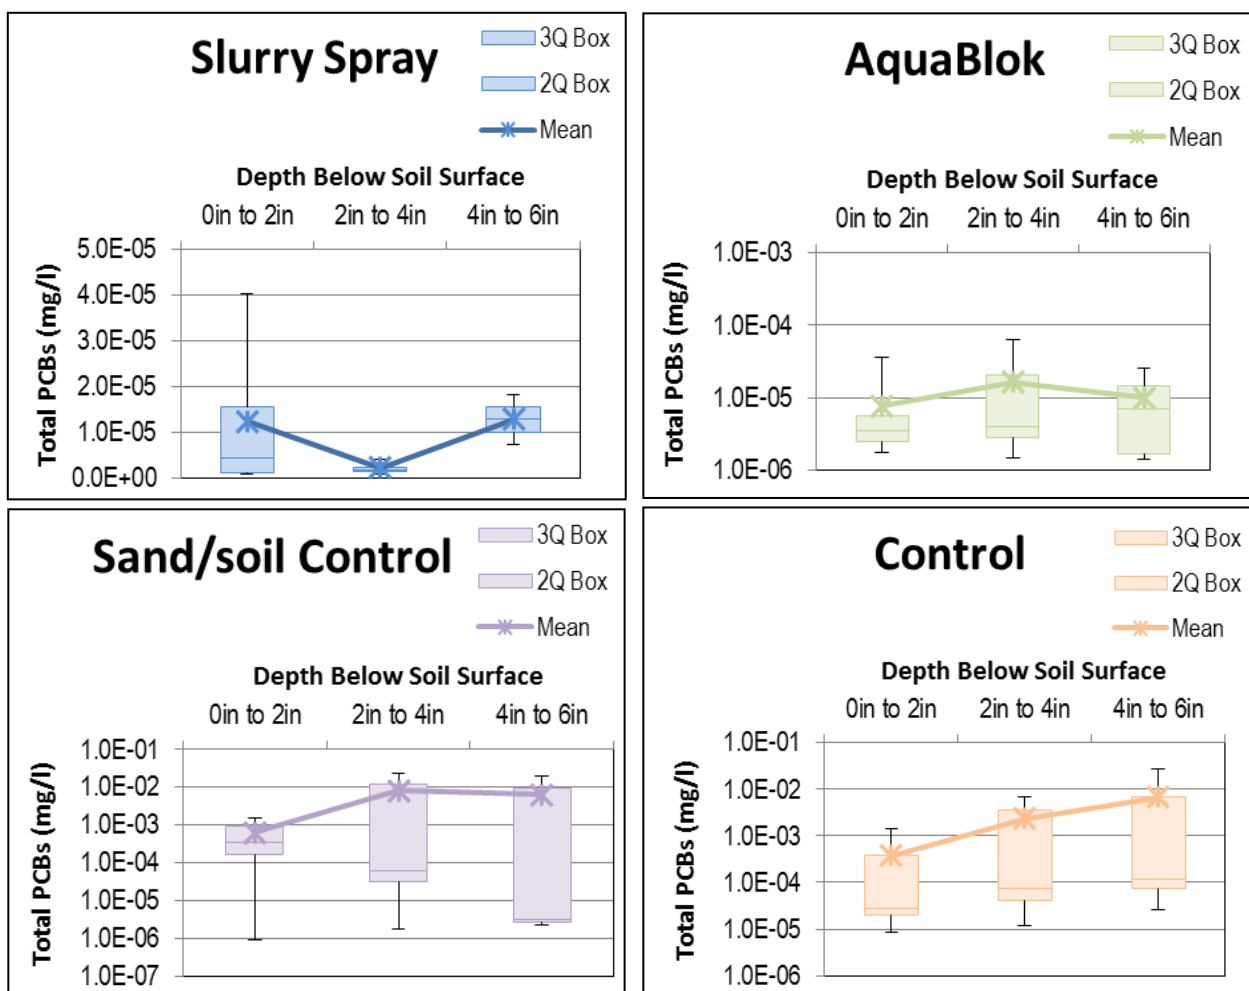 Slurry Spray
3Q Box
2Q Box
Mean
Depth Below Soil Surface
0in to 2in 2in to 4in 4in to 6in
Total PCBs (mg/l)
5.0E-05
4.0E-05
3.0E-05
2.0E-05
1.0E-05
0.0E+00
AquaBlok
3Q Box
2Q Box
Mean
Depth Below Soil Surface
0in to 2in 2in to 4in 4in to 6in
Total PCBs (mg/l)
1.0E-03
1.0E-04
1.0E-05
1.0E-06
Sand/soil Control
3Q Box
2Q Box
Mean
Depth Below Soil Surface
0in to 2in 2in to 4in 4in to 6in
Total PCBs (mg/l)
1.0E-01
1.0E-02
1.0E-03
1.0E-04
1.0E-05
1.0E-06
1.0E-07
Control
3Q Box
2Q Box
Mean
Depth Below Soil Surface
0in to 2in 2in to 4in 4in to 6in
Total PCBs (mg/l)
1.0E-01
1.0E-02
1.0E-03
1.0E-04
1.0E-05
1.0E-06